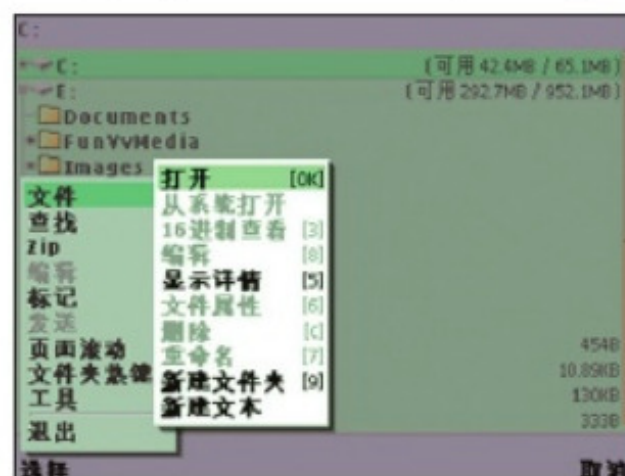 C:
C: (可用 42.4MB / 65.1MB)
E: (可用 292.7MB / 952.1MB)
Documents
FunYvMedia
Images
文件
查找
Zip
编辑
标记
发送
页面滚动
文件夹热键
工具
退出
打开 [OK]
从系统打开
16进制查看 [3]
编辑 [8]
显示详情 [5]
文件属性 [6]
删除 [C]
重命名 [7]
新建文件夹 [9]
新建文本
454B
10.89KB
130KB
333B
选择 取消